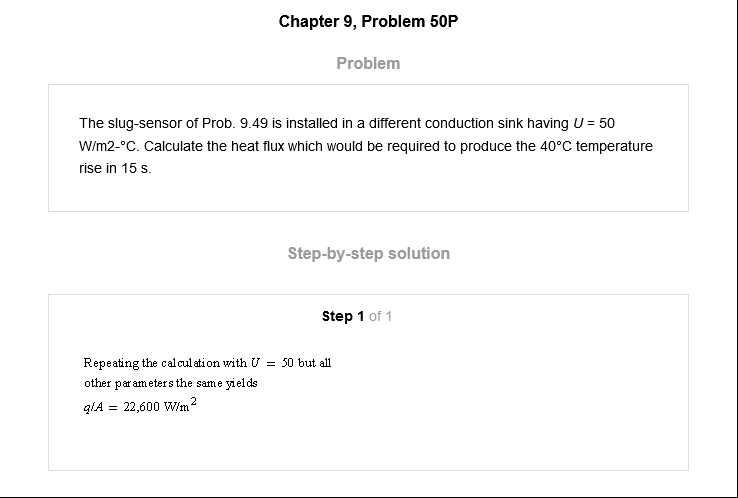 Chapter 9, Problem 50P
Problem
The slug-sensor of Prob. 9.49 is installed in a different conduction sink having U = 50
W/m2-°C. Calculate the heat flux which would be required to produce the 40°C temperature
rise in 15 s.
Step-by-step solution
Step 1 of 1
Repeating the calculation with U = 50 but all
other parameters the same yields
q/A = 22,600 W/m²